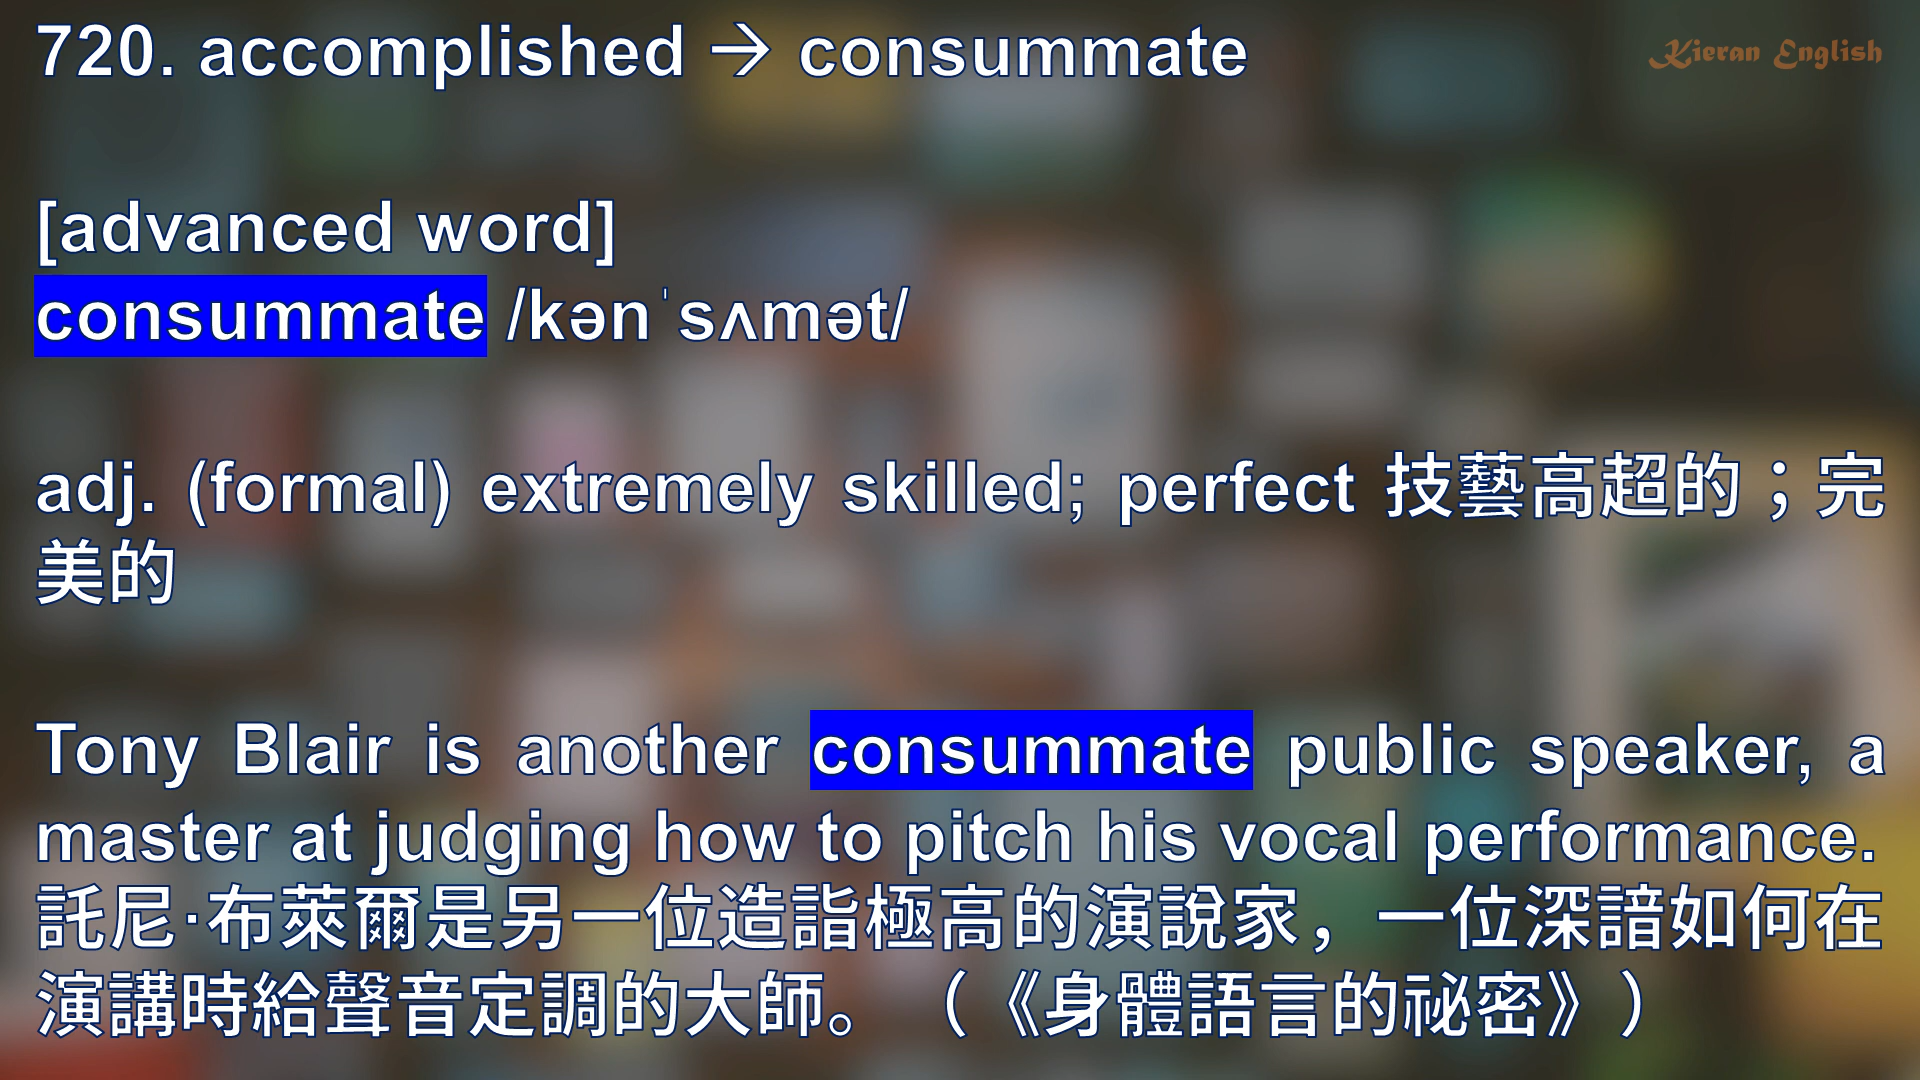 720. accomplished → consummate
Kieran English
[advanced word]
consummate /kənˈsʌmət/
adj. (formal) extremely skilled; perfect 技藝高超的；完
美的
Tony Blair is another consummate public speaker, a
master at judging how to pitch his vocal performance.
託尼·布萊爾是另一位造詣極高的演說家，一位深諳如何在
演講時給聲音定調的大師。（《身體語言的祕密》）